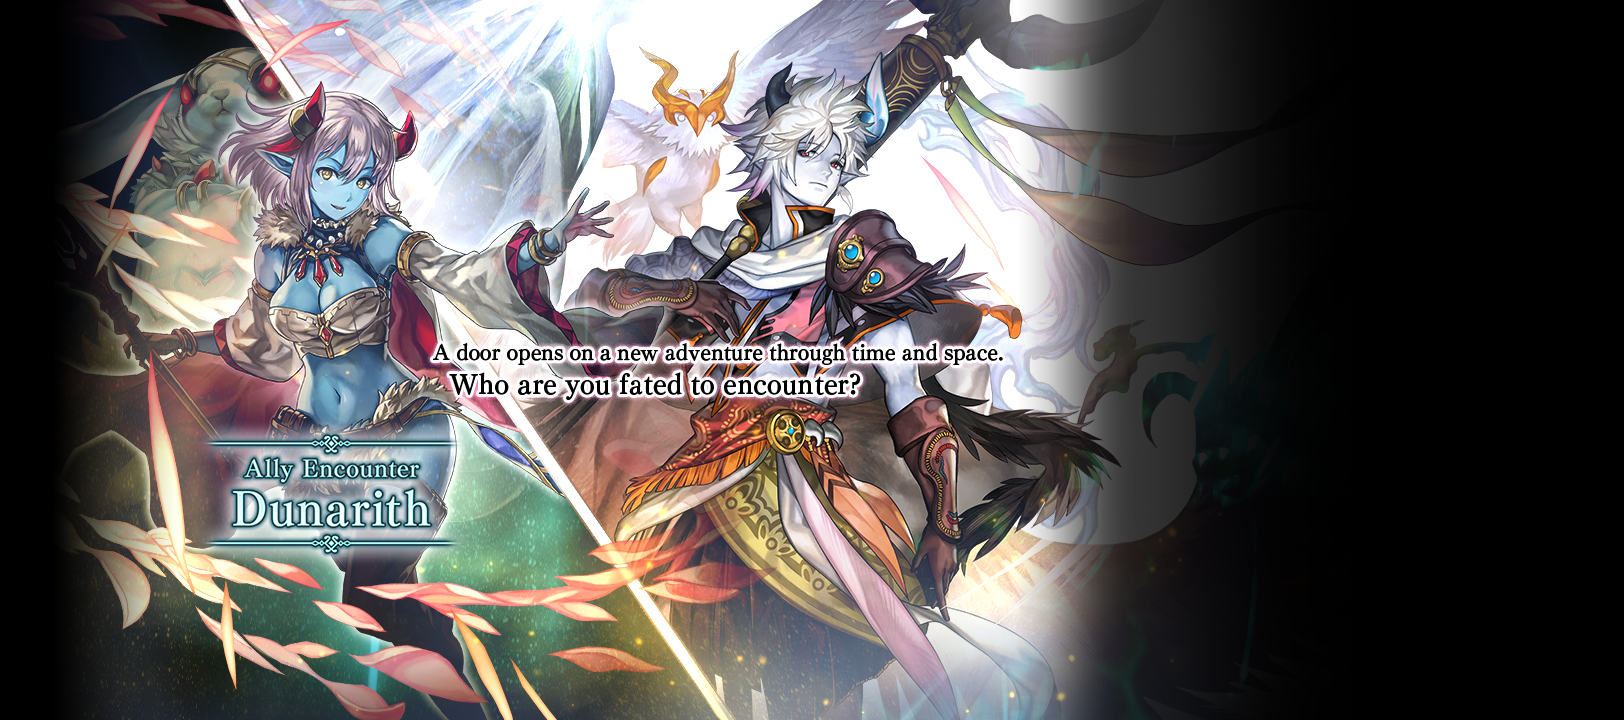 A door opens on a new adventure through time and space.
Who are you fated to encounter?
Ally Encounter
Dunarith